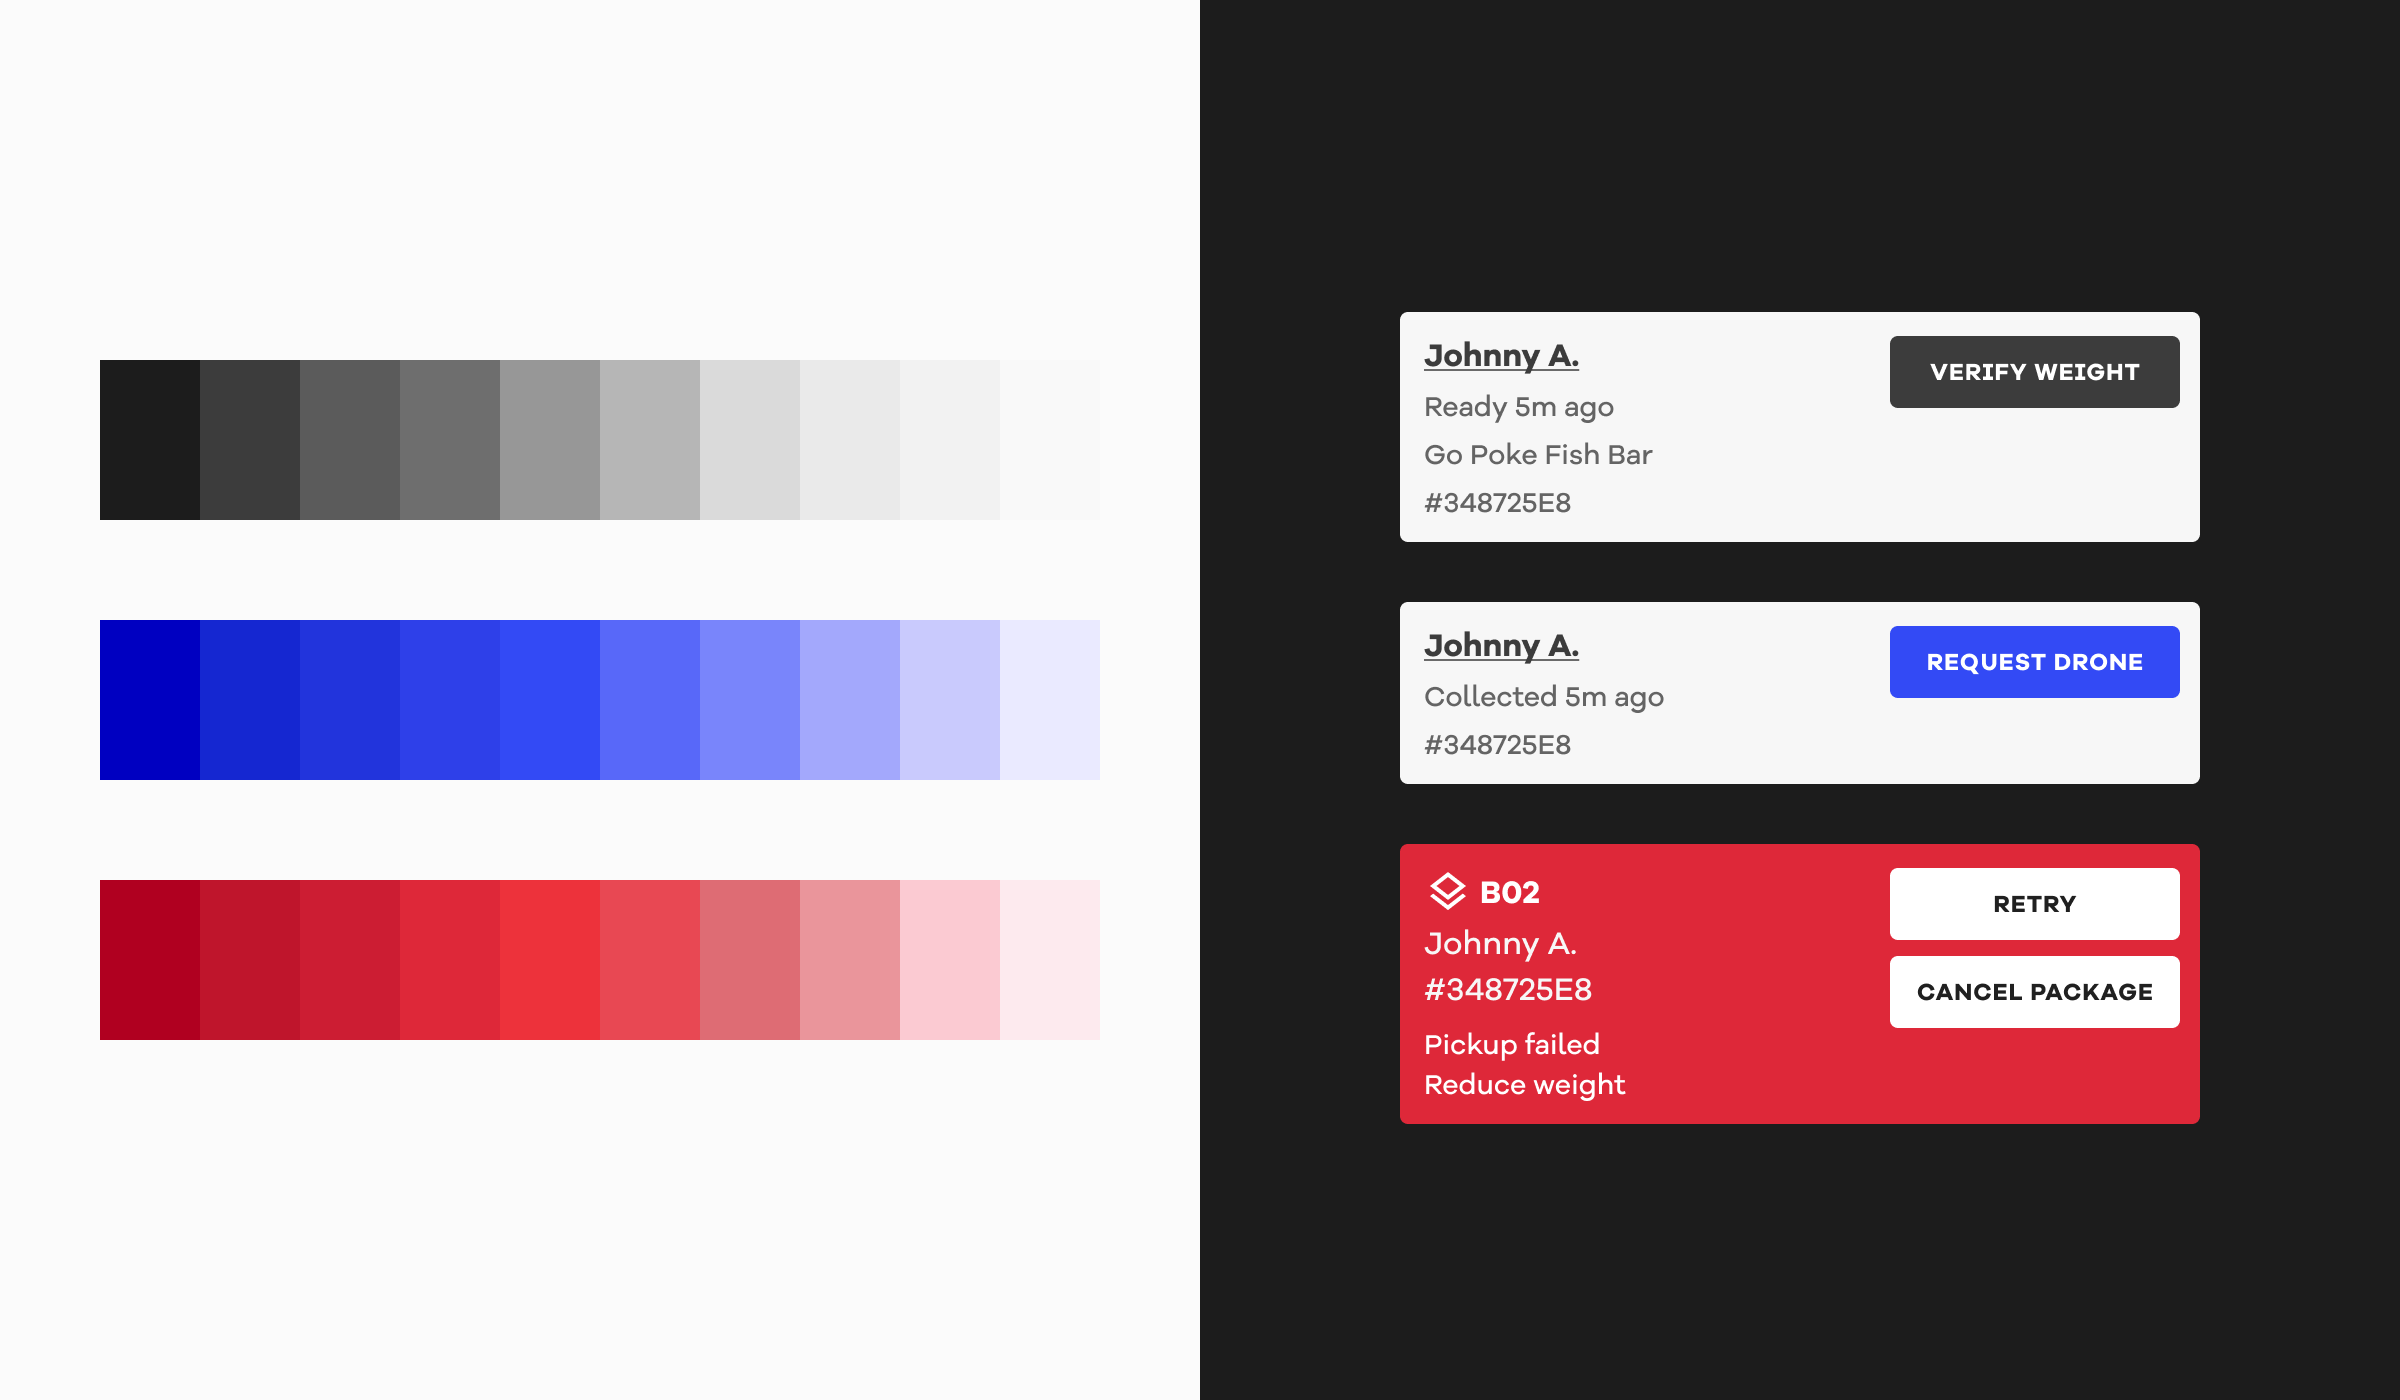 Johnny A.
VERIFY WEIGHT
Ready 5m ago
Go Poke Fish Bar
#348725E8
Johnny A.
REQUEST DRONE
Collected 5m ago
#348725E8
B02
RETRY
Johnny A.
#348725E8
CANCEL PACKAGE
Pickup failed
Reduce weight